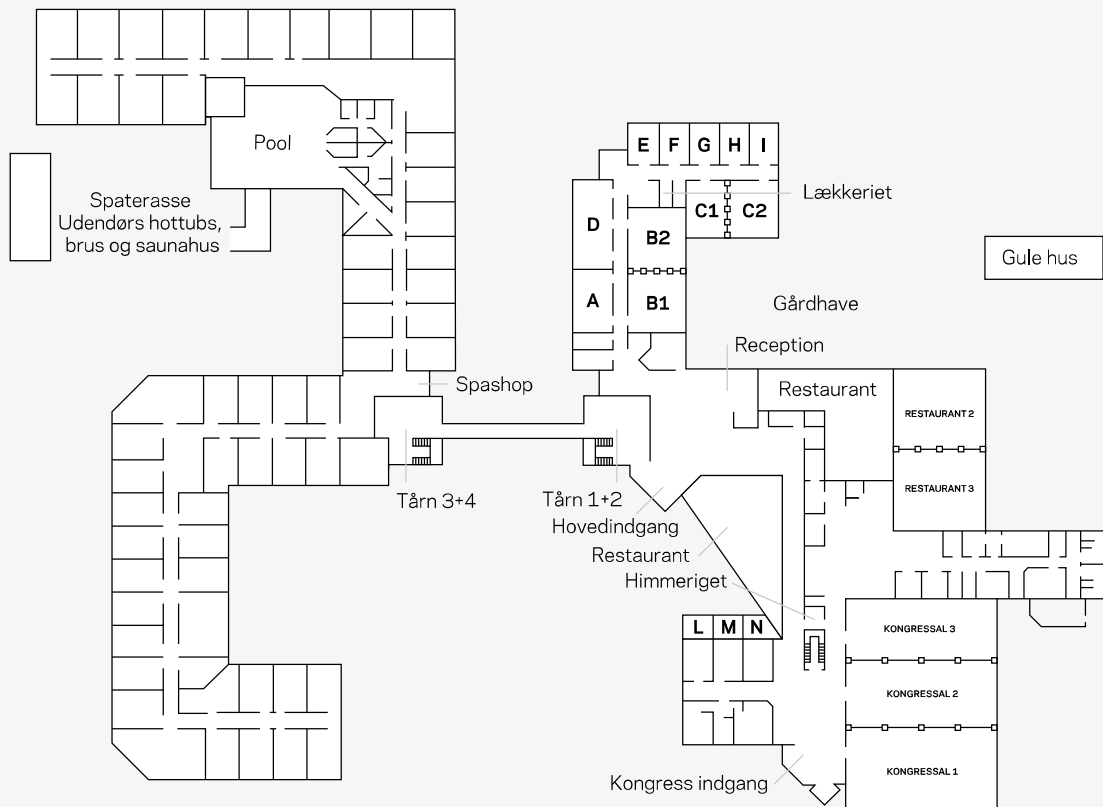 E F G H I
Pool
Lækkeriet
Spaterasse
Udendørs hottubs,
brus og saunahus
C1 C2
D
B2
Gule hus
A
B1
Gårdhave
Reception
Spashop
Restaurant
RESTAURANT 2
RESTAURANT 3
Tårn 3+4
Tårn 1+2
Hovedindgang
Restaurant
Himmeriget
L M N
KONGRESSAL 3
KONGRESSAL 2
KONGRESSAL 1
Kongress indgang